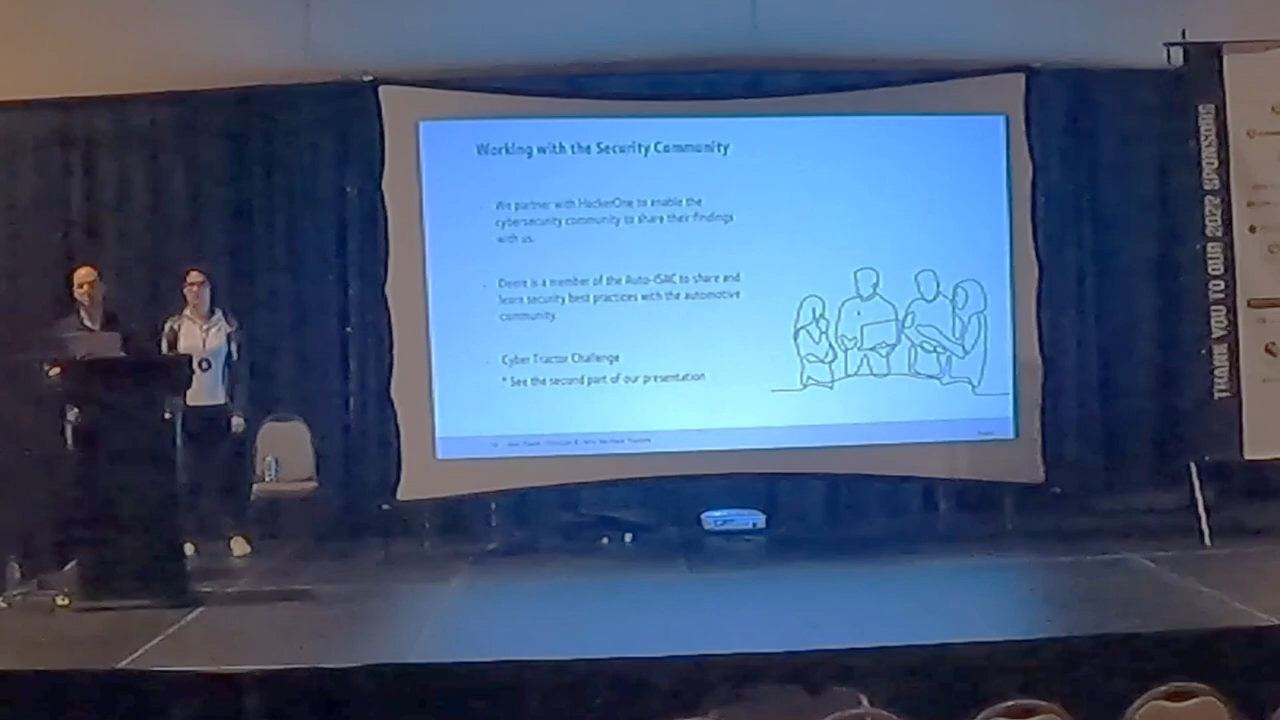 Working with the Security Community
We partner with HackerOne to enable the
cybersecurity community to share their findings
with us.
Deere is a member of the Auto-ISAC to share and
learn security best practices with the automotive
community.
Cyber Tractor Challenge
* See the second part of our presentation
THANK YOU TO OUR 2022 SPONSORS